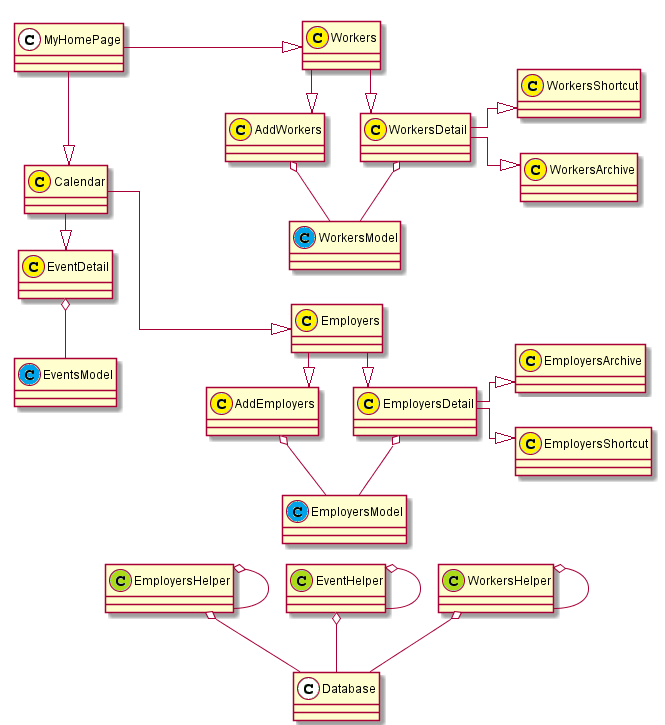 C MyHomePage
C Workers
C WorkersShortcut
C AddWorkers
C WorkersDetail
C WorkersArchive
C Calendar
C WorkersModel
C EventDetail
C Employers
C EventsModel
C EmployersArchive
C AddEmployers
C EmployersDetail
C EmployersShortcut
C EmployersModel
C EmployersHelper
C EventHelper
C WorkersHelper
C Database